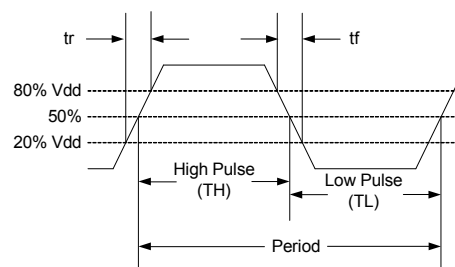 tr
tf
80% Vdd
50%
20% Vdd
High Pulse
(TH)
Low Pulse
(TL)
Period